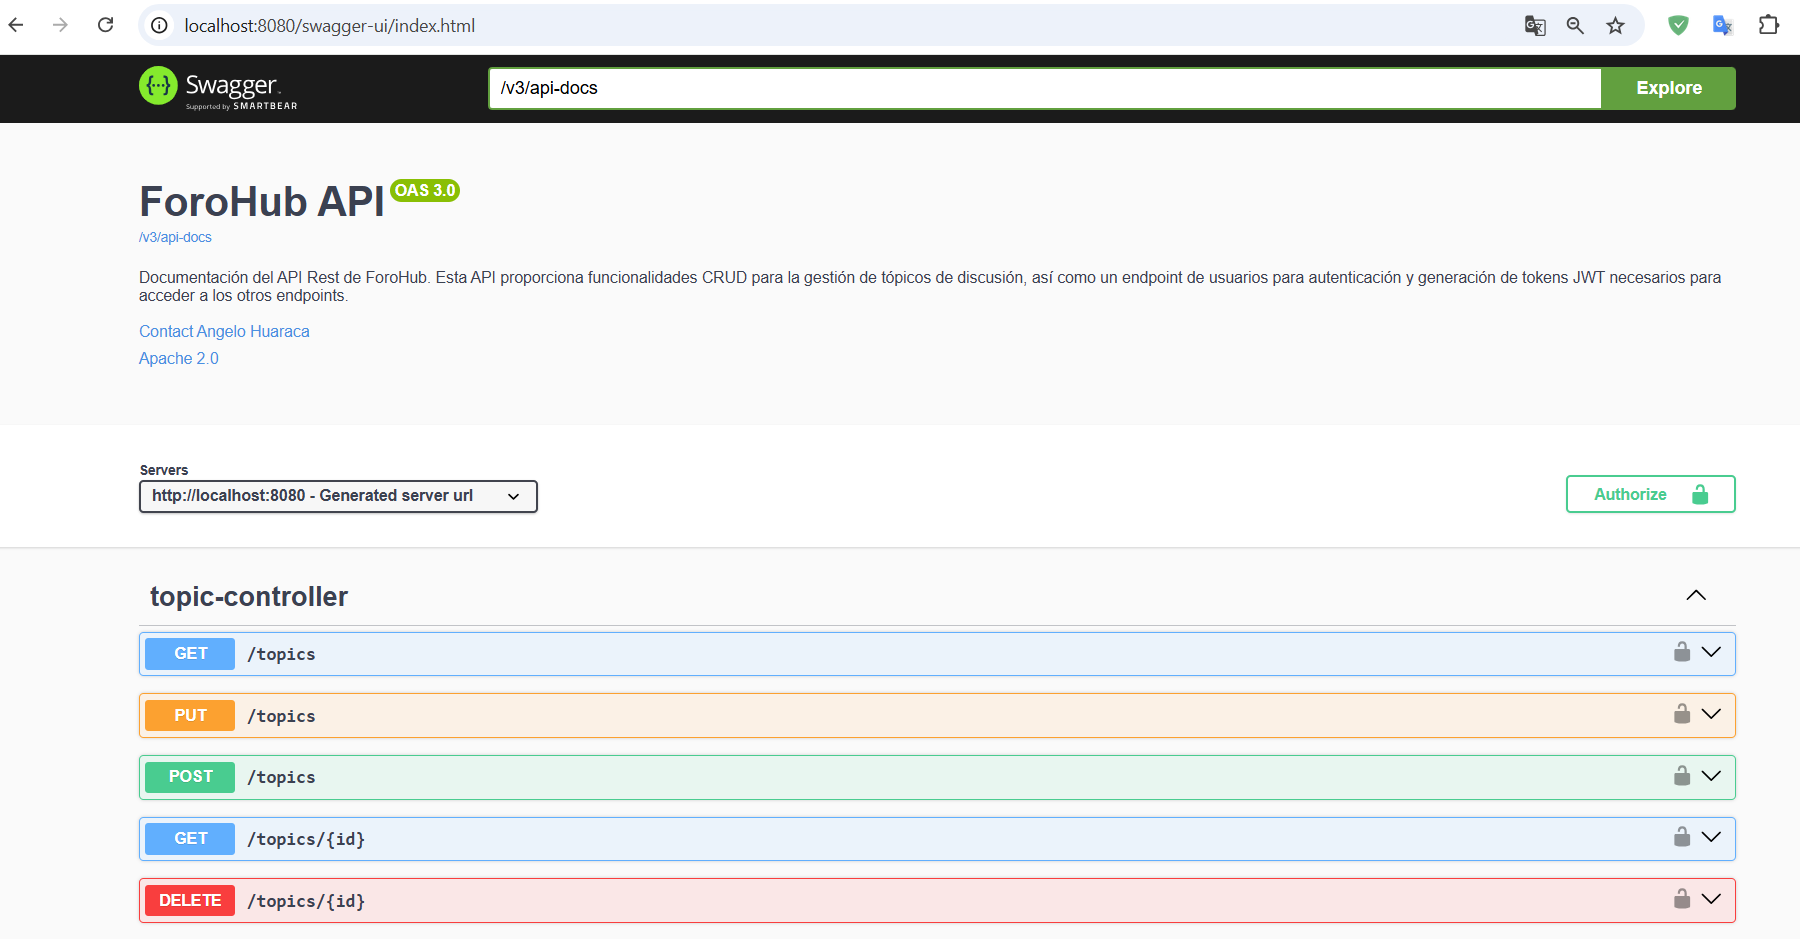 localhost:8080/swagger-ui/index.html
Swagger
Supported by SMARTBEAR
/v3/api-docs
Explore
ForoHub API
OAS 3.0
/v3/api-docs
Documentación del API Rest de ForoHub. Esta API proporciona funcionalidades CRUD para la gestión de tópicos de discusión, así como un endpoint de usuarios para autenticación y generación de tokens JWT necesarios para
acceder a los otros endpoints.
Contact Angelo Huaraca
Apache 2.0
Servers
http://localhost:8080 - Generated server url
Authorize
topic-controller
GET /topics
PUT /topics
POST /topics
GET /topics/{id}
DELETE /topics/{id}